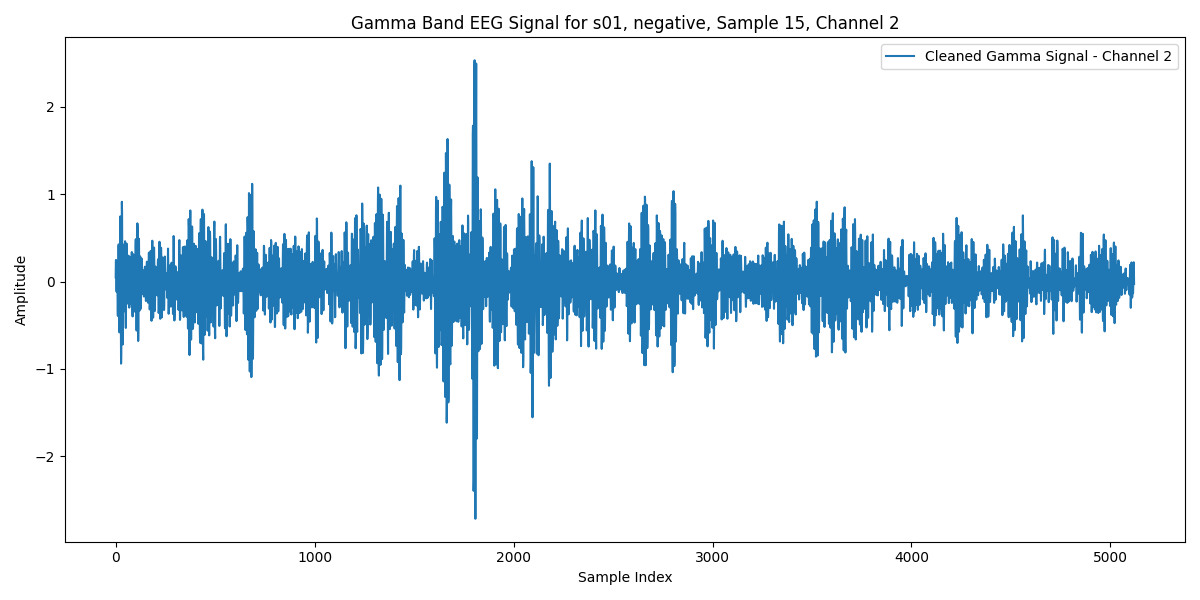 Gamma Band EEG Signal for s01, negative, Sample 15, Channel 2
Cleaned Gamma Signal - Channel 2
Amplitude
2
1
0
−1
−2
0 1000 2000 3000 4000 5000
Sample Index